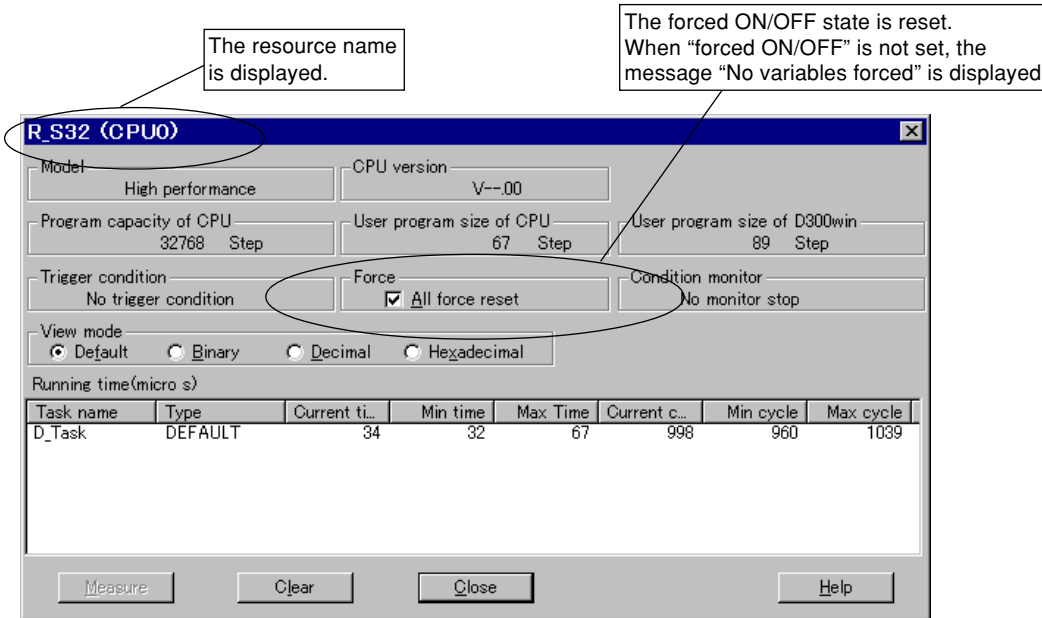 The resource name
is displayed.
The forced ON/OFF state is reset.
When “forced ON/OFF” is not set, the
message “No variables forced” is displayed
R_S32 (CPU0)
Model
High performance
CPU version
V--.00
Program capacity of CPU
32768 Step
User program size of CPU
67 Step
User program size of D300win
89 Step
Trigger condition
No trigger condition
Force
All force reset
Condition monitor
No monitor stop
View mode
Default Binary Decimal Hexadecimal
Running time(micro s)
Task name Type Current ti... Min time Max Time Current c... Min cycle Max cycle
D_Task DEFAULT 34 32 67 998 960 1039
Measure Clear Close Help